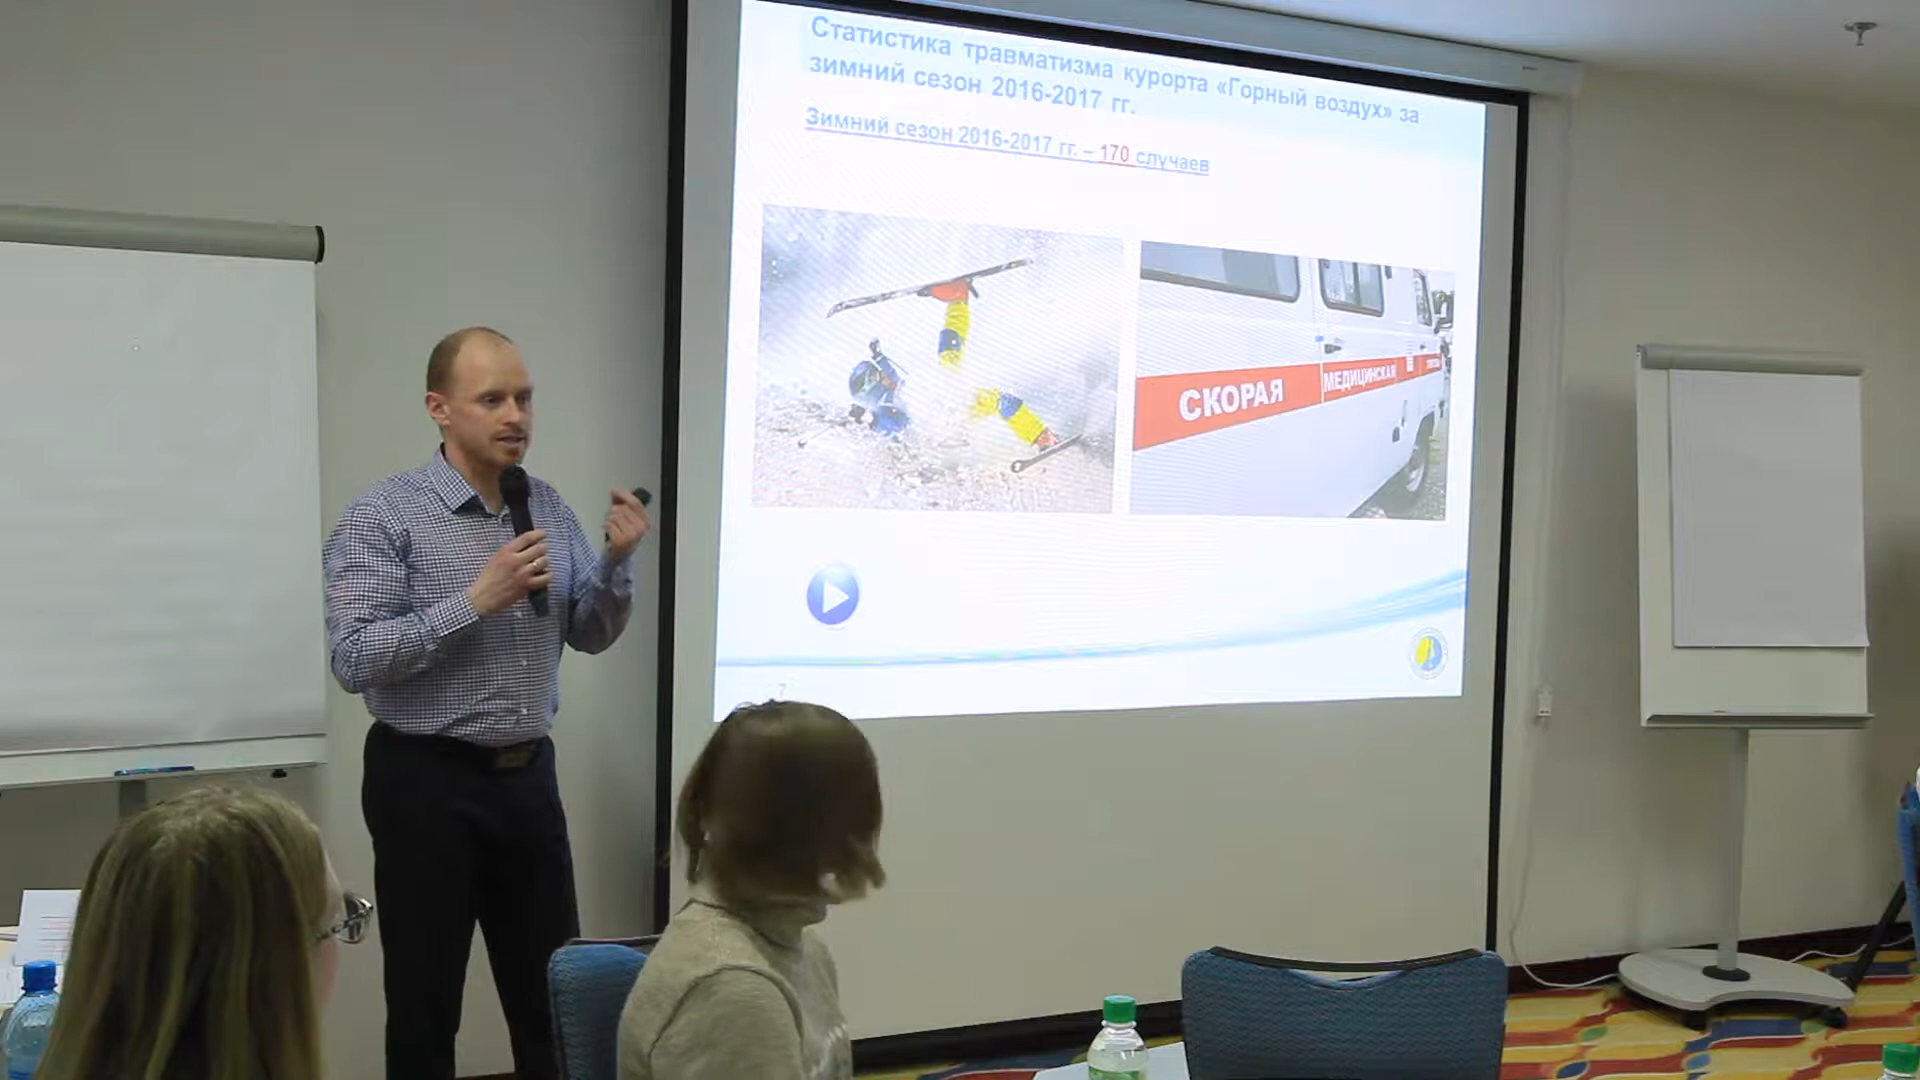 Статистика травматизма курорта «Горный воздух» за
зимний сезон 2016-2017 гг.
Зимний сезон 2016-2017 гг. – 170 случаев
СКОРАЯ
МЕДИЦИНСКАЯ
7